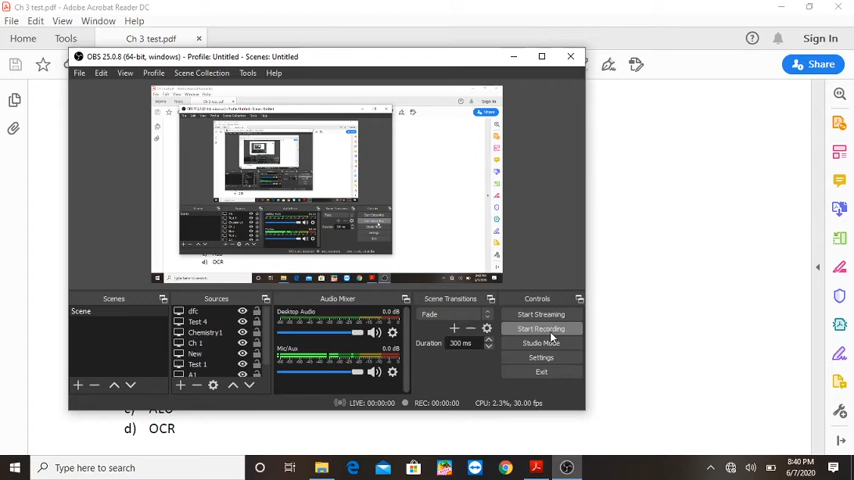 Ch 3 test.pdf - Adobe Acrobat Reader DC
File Edit View Window Help
Home Tools Ch 3 test.pdf × Sign In
Share
OBS 25.0.8 (64-bit, windows) - Profile: Untitled - Scenes: Untitled
File Edit View Profile Scene Collection Tools Help
Scenes Sources Audio Mixer Scene Transitions Controls
Scene
dfc
Test 4
Chemistry1
Ch 1
New
Test 1
A1
Desktop Audio 0.0 dB
Mic/Aux 0.0 dB
Fade
Duration 300 ms
Start Streaming
Start Recording
Studio Mode
Settings
Exit
LIVE: 00:00:00 REC: 00:00:00 CPU: 2.3%, 30.00 fps
c) ALU
d) OCR
Type here to search
8:40 PM
6/7/2020